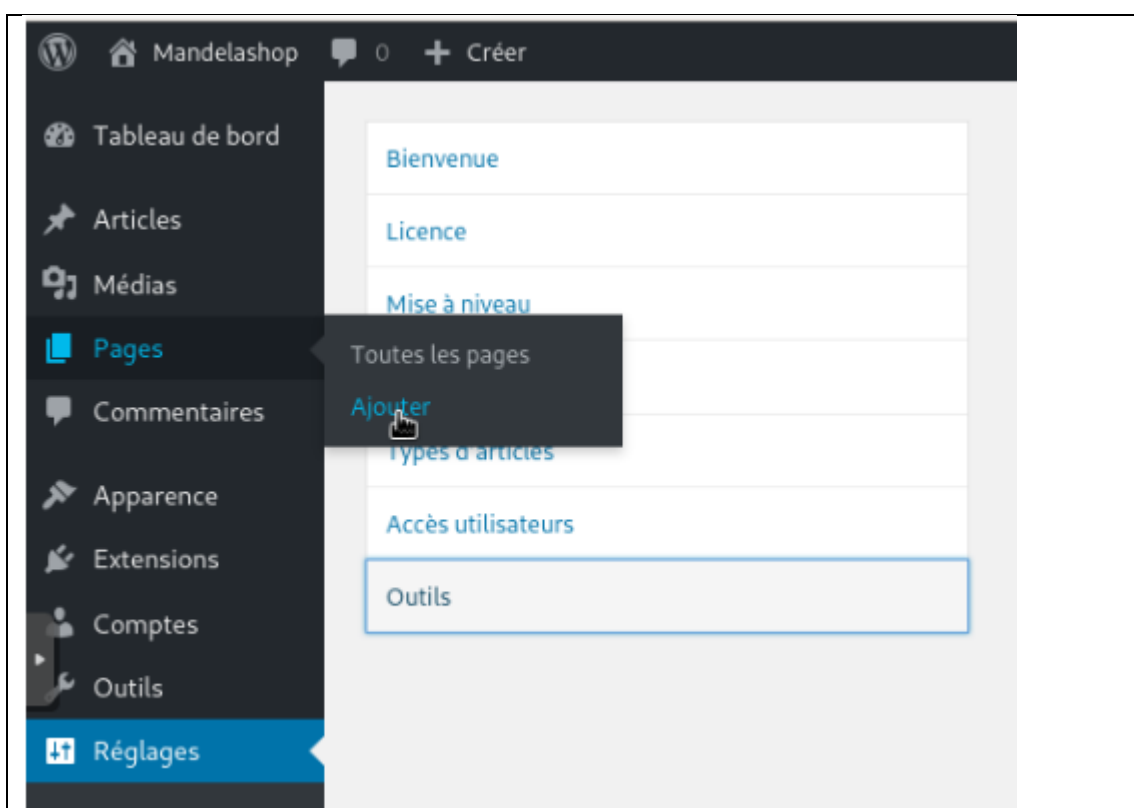 Mandelashop 0 + Créer
Tableau de bord
Articles
Médias
Pages
Commentaires
Apparence
Extensions
Comptes
Outils
Réglages
Toutes les pages
Ajouter
Bienvenue
Licence
Mise à niveau
Types d'articles
Accès utilisateurs
Outils